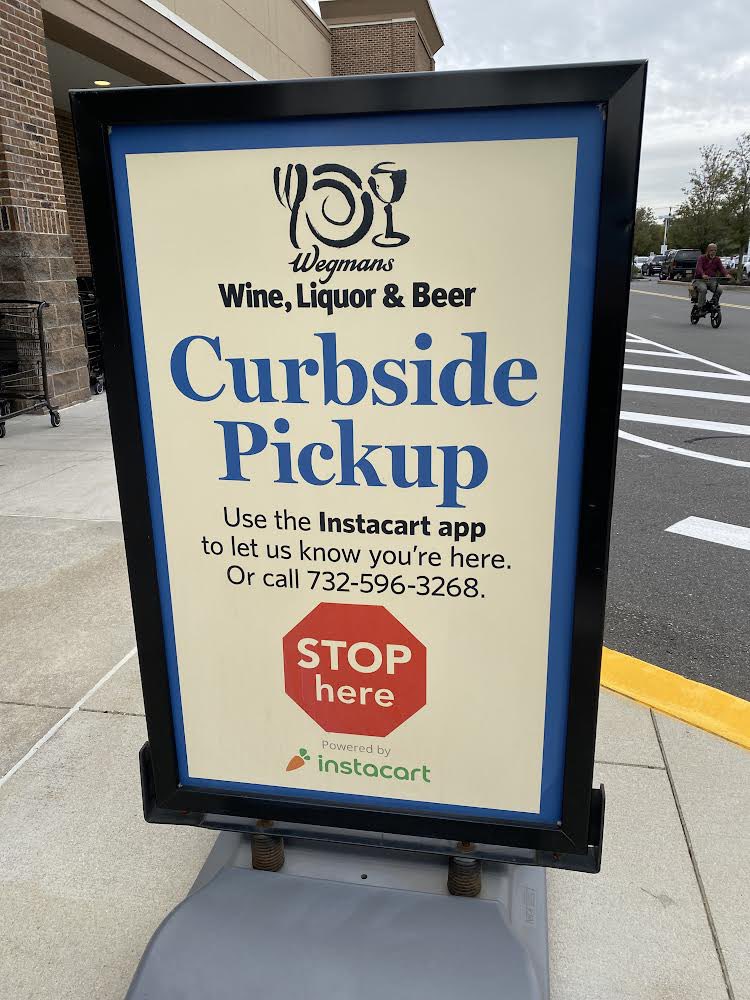 Wegmans
Wine, Liquor & Beer
Curbside
Pickup
Use the Instacart app
to let us know you're here.
Or call 732-596-3268.
STOP
here
Powered by
instacart